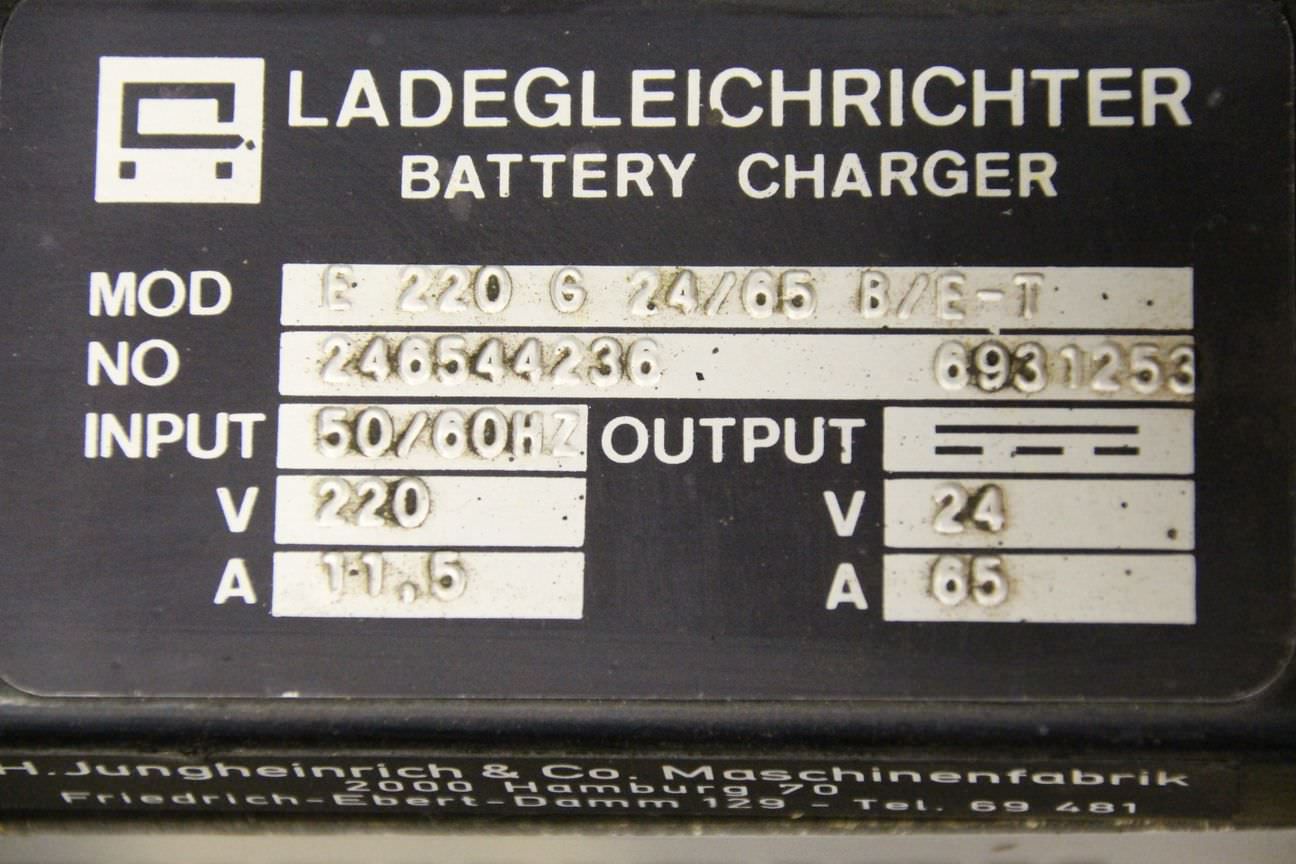 LADEGLEICHRICHTER
BATTERY CHARGER
MOD E 220 G 24/65 B/E-T
NO 246544236 6931253
INPUT 50/60HZ OUTPUT
V 220 V 24
A 11,5 A 65
H. Jungheinrich & Co. Maschinenfabrik
2000 Hamburg 70
Friedrich-Ebert-Damm 129 - Tel. 69 481